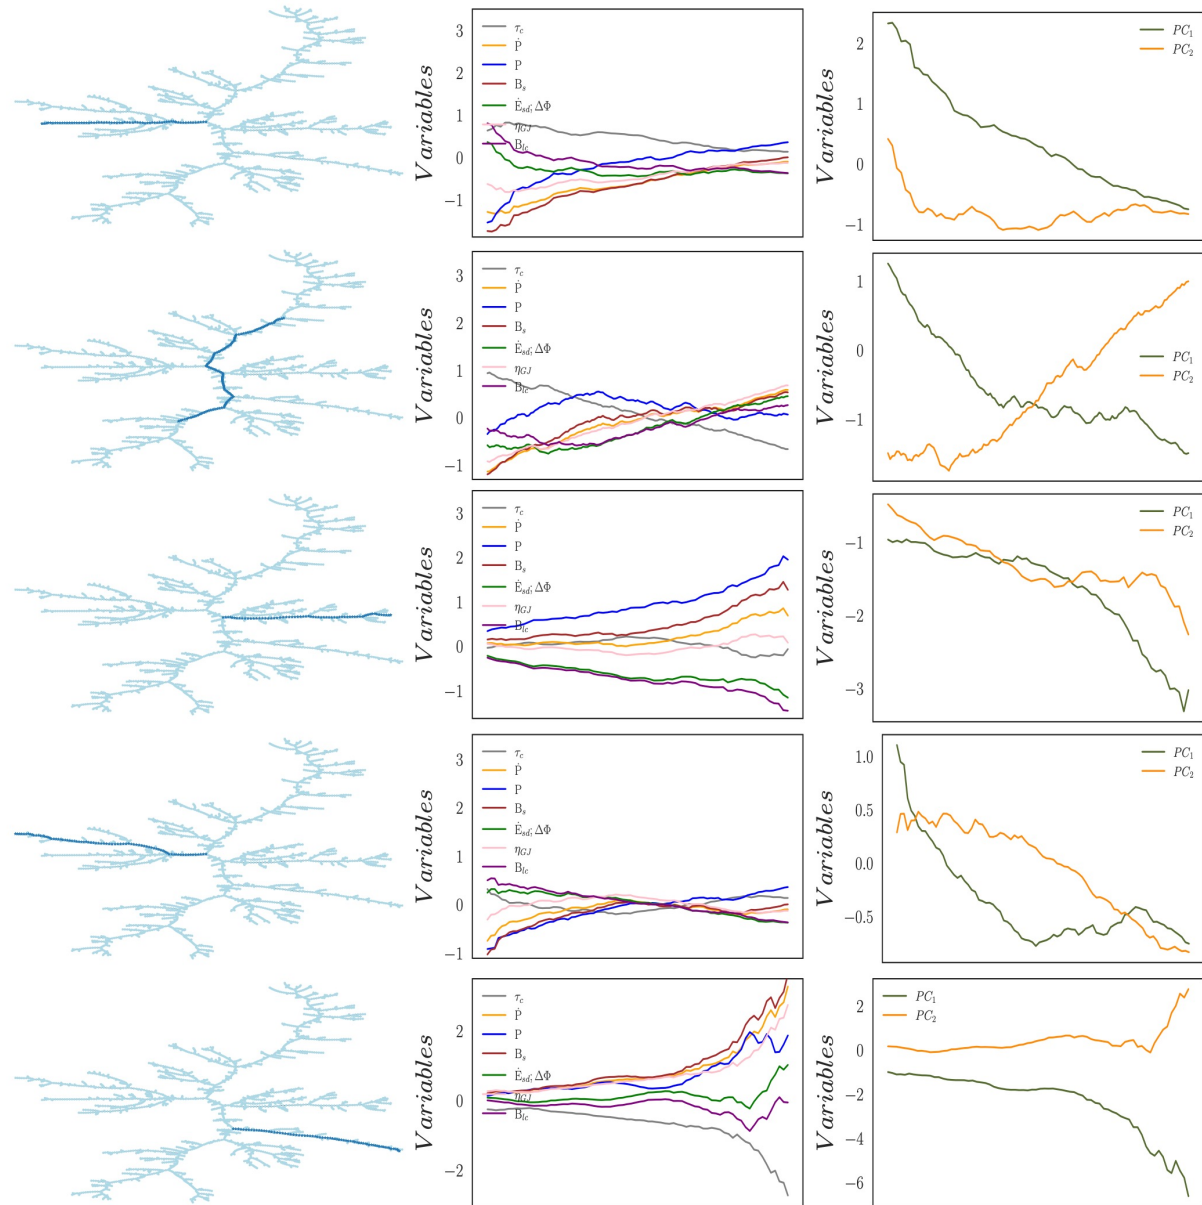 Variables
3
2
1
0
−1
τc
Ṗ
P
Bs
Ėsd; ΔΦ
ηGJ
Blc
Variables
2
1
0
−1
PC1
PC2
Variables
3
2
1
0
−1
τc
Ṗ
P
Bs
Ėsd; ΔΦ
ηGJ
Blc
Variables
1
0
−1
PC1
PC2
Variables
3
2
1
0
−1
τc
Ṗ
P
Bs
Ėsd; ΔΦ
ηGJ
Blc
Variables
−1
−2
−3
PC1
PC2
Variables
3
2
1
0
−1
τc
Ṗ
P
Bs
Ėsd; ΔΦ
ηGJ
Blc
Variables
1.0
0.5
0.0
−0.5
PC1
PC2
Variables
2
0
−2
τc
Ṗ
P
Bs
Ėsd; ΔΦ
ηGJ
Blc
Variables
2
0
−2
−4
−6
PC1
PC2